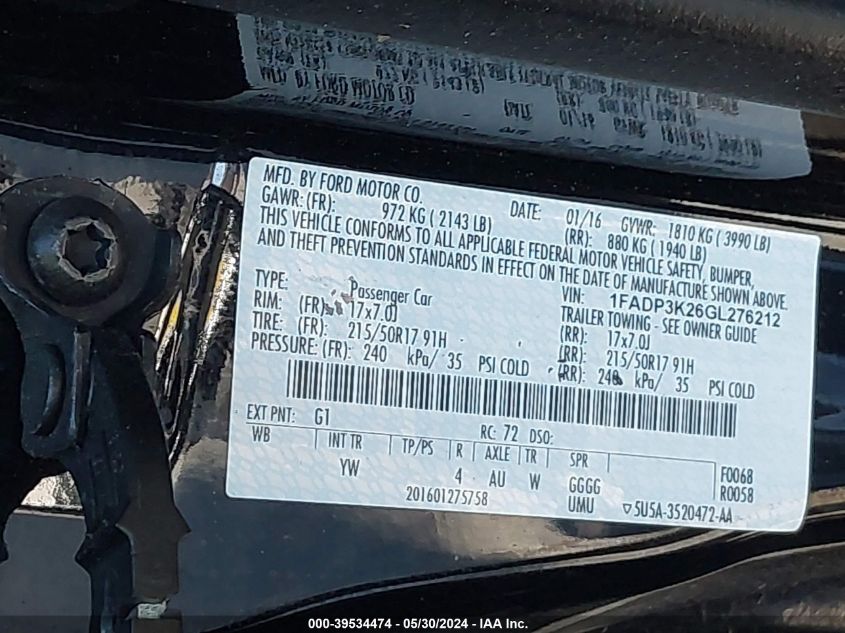 MFD. BY FORD MOTOR CO.
DATE: 01/16 GVWR: 1810 KG ( 3990 LB)
GAWR: (FR): 972 KG ( 2143 LB) (RR): 880 KG ( 1940 LB)
THIS VEHICLE CONFORMS TO ALL APPLICABLE FEDERAL MOTOR VEHICLE SAFETY, BUMPER,
AND THEFT PREVENTION STANDARDS IN EFFECT ON THE DATE OF MANUFACTURE SHOWN ABOVE.
VIN: 1FADP3K26GL276212
TYPE: Passenger Car TRAILER TOWING - SEE OWNER GUIDE
RIM: (FR) 17x7.0J (RR): 17x7.0J
TIRE: (FR): 215/50R17 91H (RR): 215/50R17 91H
PRESSURE: (FR): 240 kPa/ 35 PSI COLD (RR): 240 kPa/ 35 PSI COLD
EXT PNT: G1 RC: 72 DSO:
WB INT TR TP/PS R AXLE TR SPR
YW 4 AU W GGGG F0068
UMU R0058
201601275758 5U5A-3520472-AA
000-39534474 / 05/30/2024 - IAA Inc.